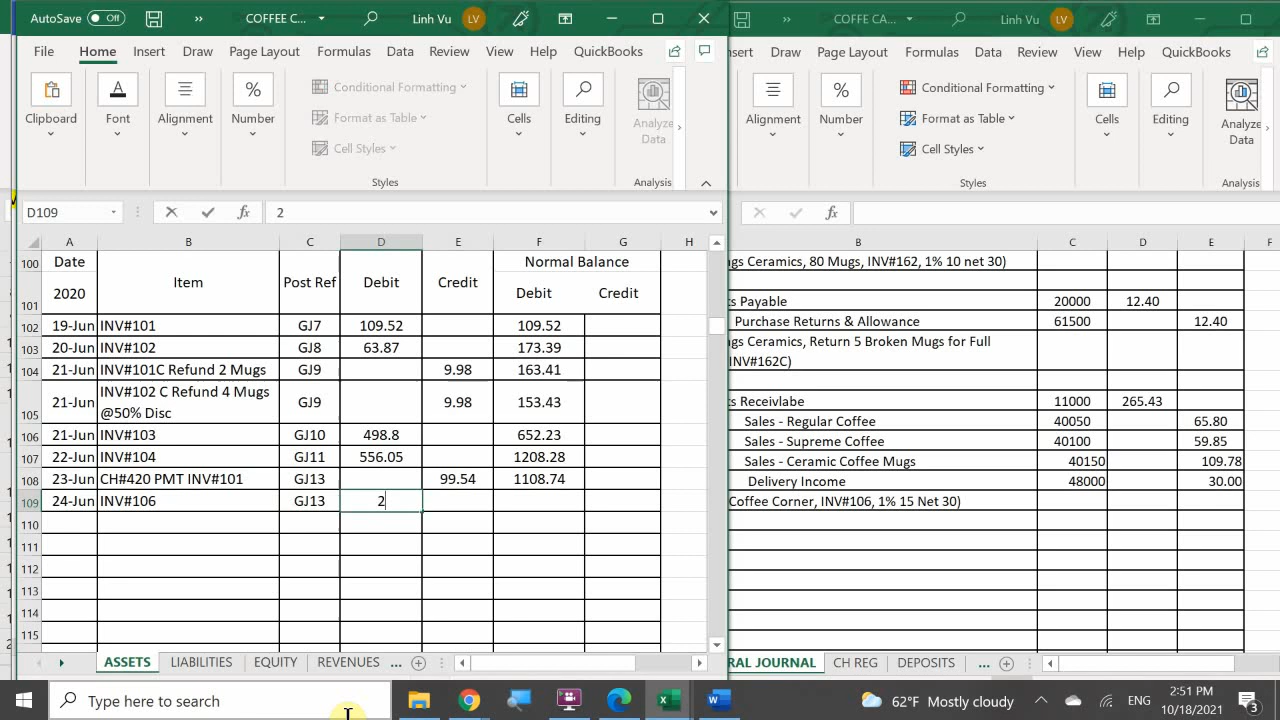 AutoSave Off COFFEE C... Linh Vu LV
File Home Insert Draw Page Layout Formulas Data Review View Help QuickBooks
Clipboard
Font
Alignment
Number
Conditional Formatting
Format as Table
Cell Styles
Styles
Cells
Editing
Analyze
Data
Analysis
D109 fx 2
A B C D E F G H
100 Date Item Post Ref Debit Credit Normal Balance
101 2020 Debit Credit
102 19-Jun INV#101 GJ7 109.52 109.52
103 20-Jun INV#102 GJ8 63.87 173.39
104 21-Jun INV#101C Refund 2 Mugs GJ9 9.98 163.41
105 21-Jun INV#102 C Refund 4 Mugs GJ9 9.98 153.43
@50% Disc
106 21-Jun INV#103 GJ10 498.8 652.23
107 22-Jun INV#104 GJ11 556.05 1208.28
108 23-Jun CH#420 PMT INV#101 GJ13 99.54 1108.74
109 24-Jun INV#106 GJ13 2
110
111
112
113
114
115
ASSETS LIABILITIES EQUITY REVENUES ...
COFFE CA... Linh Vu LV
nsert Draw Page Layout Formulas Data Review View Help QuickBooks
Alignment
Number
Conditional Formatting
Format as Table
Cell Styles
Styles
Cells
Editing
Analyze
Data
Analysis
fx
B C D E F
gs Ceramics, 80 Mugs, INV#162, 1% 10 net 30)
ts Payable 20000 12.40
Purchase Returns & Allowance 61500 12.40
gs Ceramics, Return 5 Broken Mugs for Full
INV#162C)
ts Receivlabe 11000 265.43
Sales - Regular Coffee 40050 65.80
Sales - Supreme Coffee 40100 59.85
Sales - Ceramic Coffee Mugs 40150 109.78
Delivery Income 48000 30.00
Coffee Corner, INV#106, 1% 15 Net 30)
RAL JOURNAL CH REG DEPOSITS ...
Type here to search
62°F Mostly cloudy
ENG
2:51 PM
10/18/2021
3